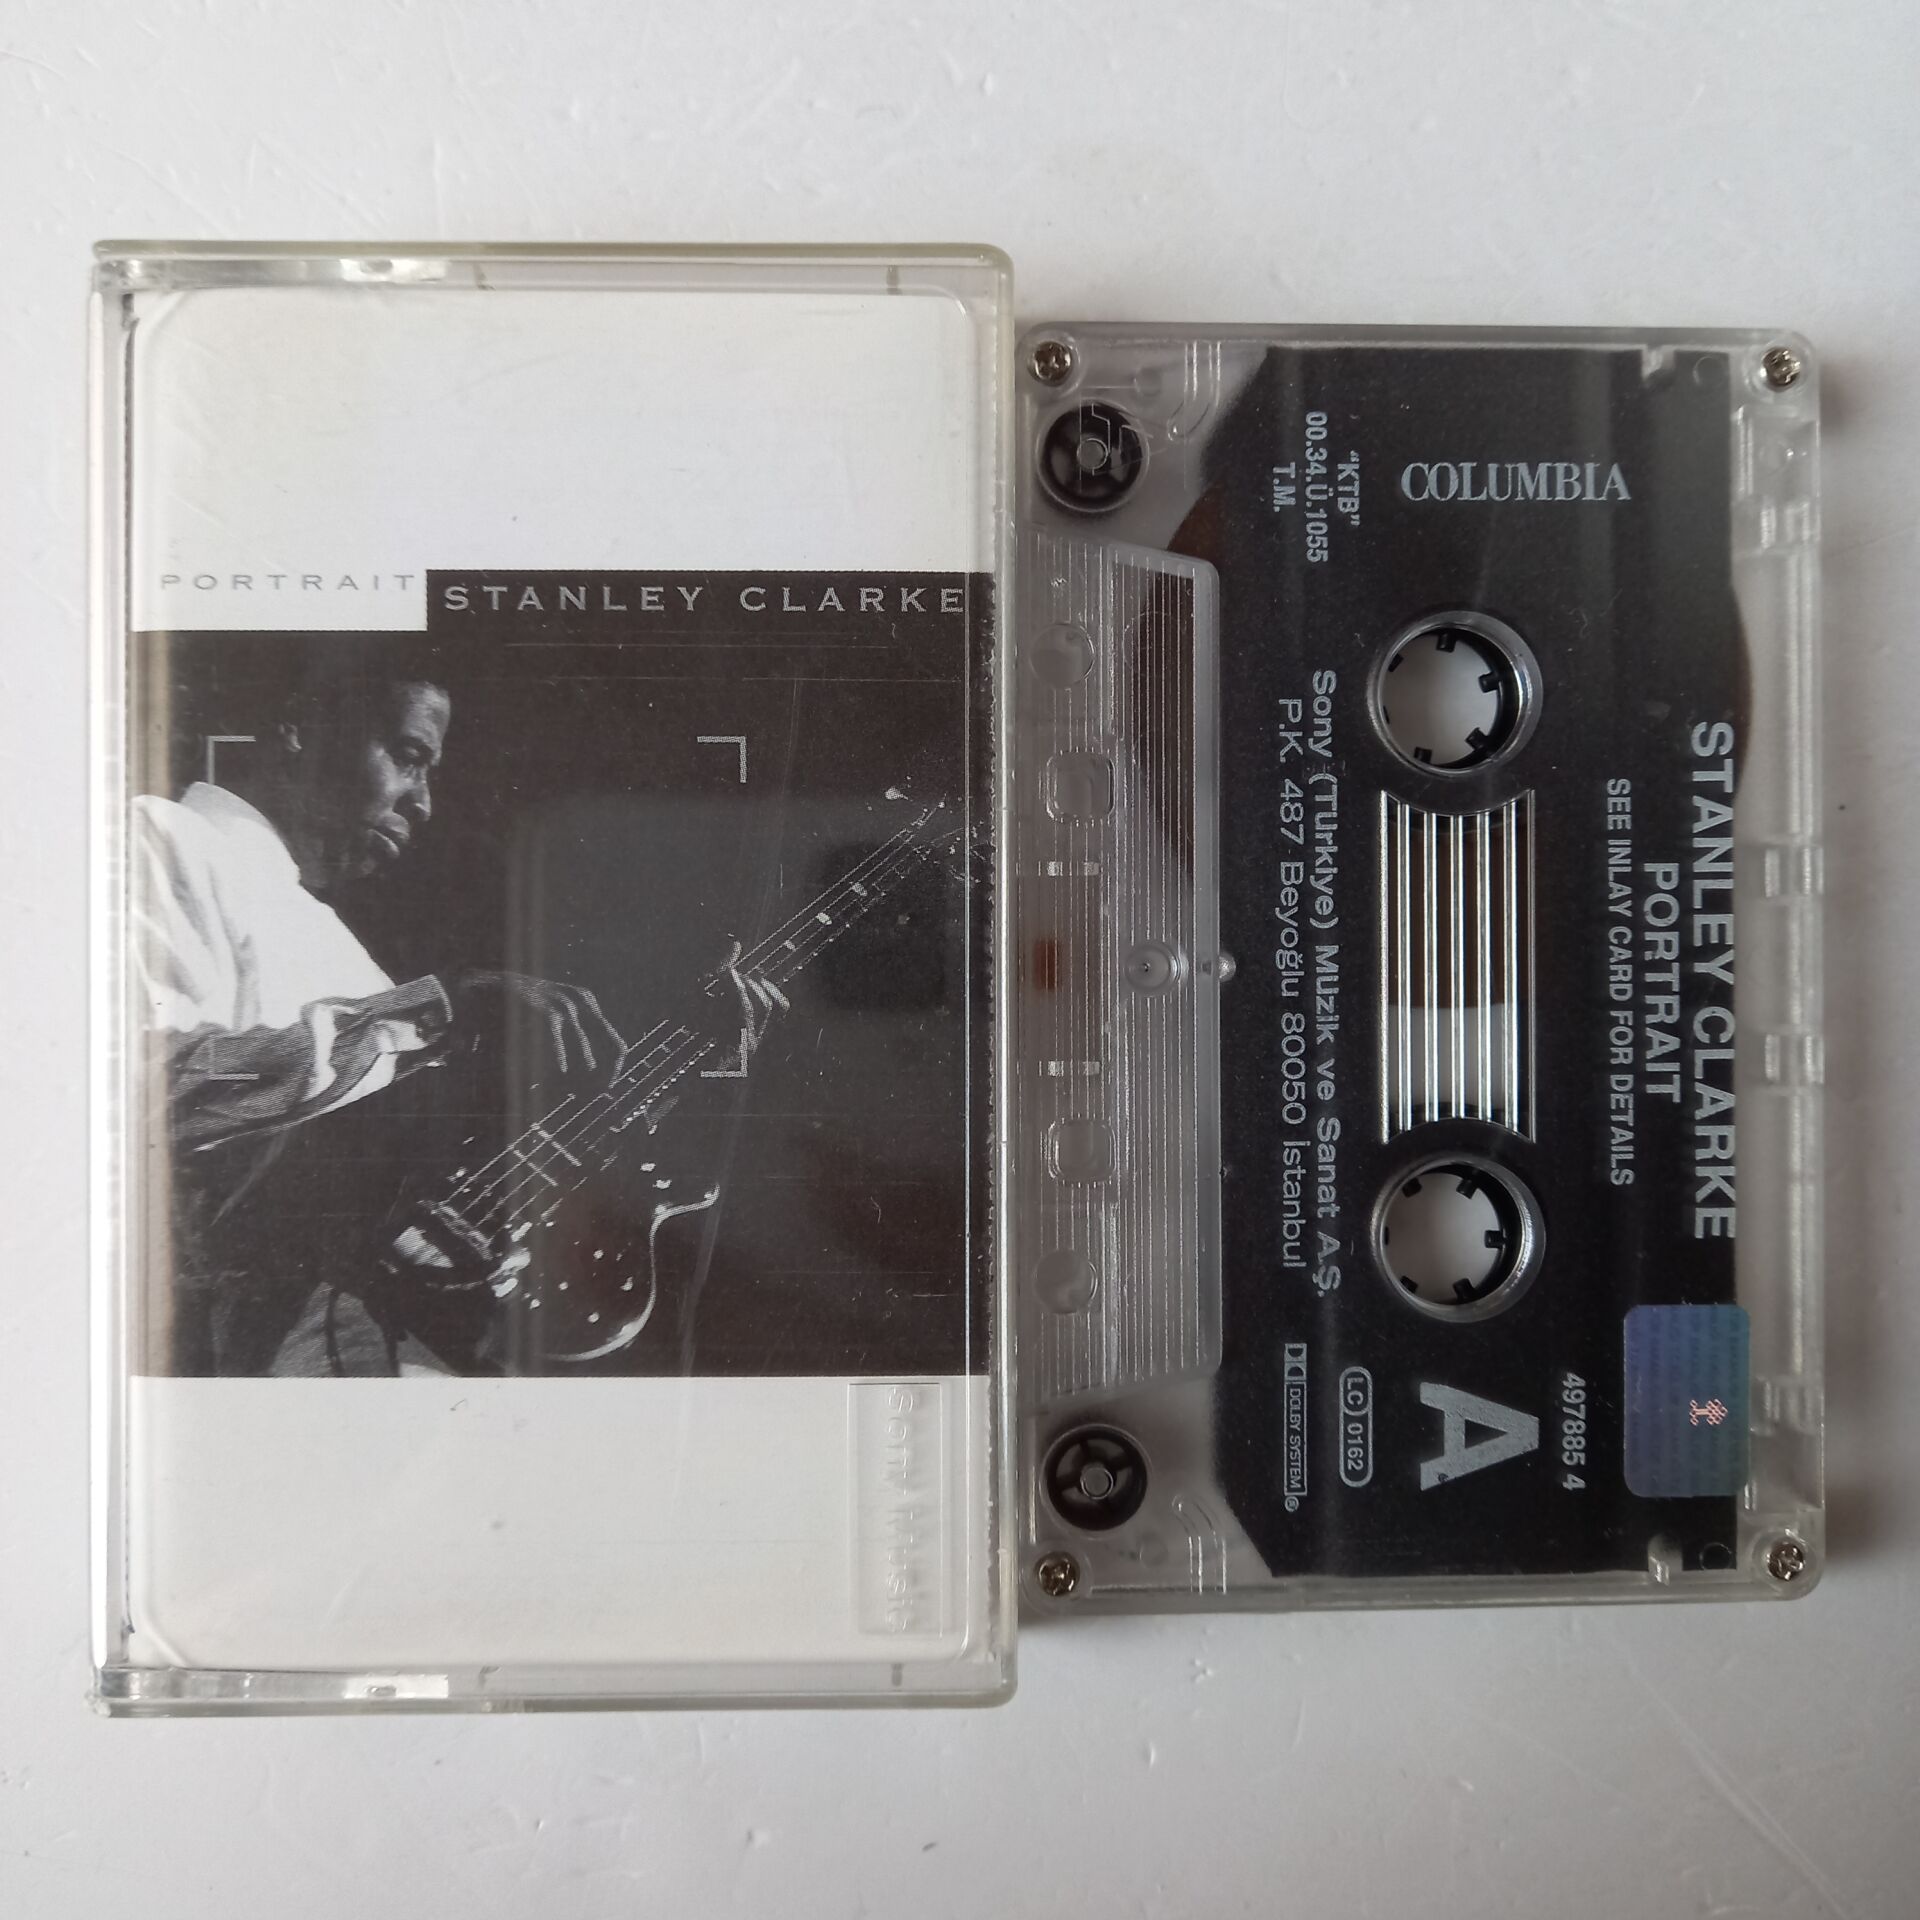 PORTRAIT
STANLEY CLARKE
Sony Music
STANLEY CLARKE
PORTRAIT
SEE INLAY CARD FOR DETAILS
COLUMBIA
"KTB"
00.34.Ü.1055
T.M.
497885 4
A
LC 0162
DOLBY SYSTEM®
Sony (Türkiye) Müzik ve Sanat A.Ş.
P.K. 487 Beyoğlu 80050 İstanbul